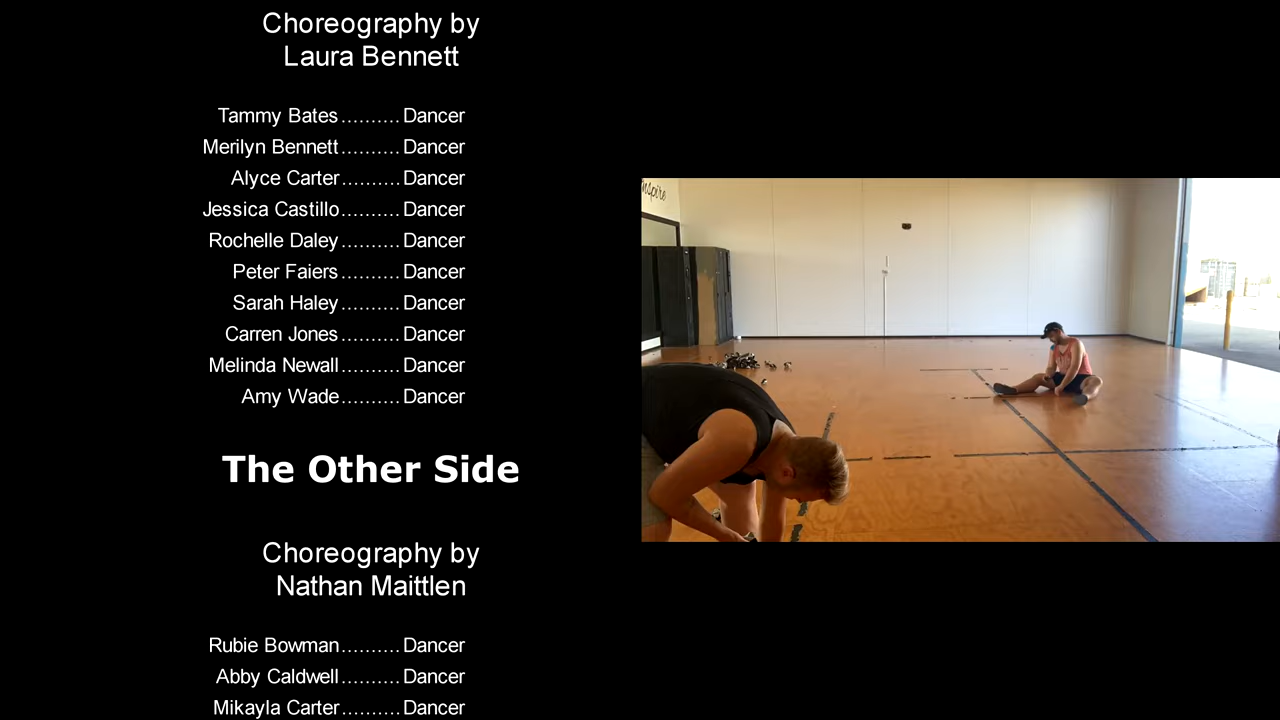 Choreography by
Laura Bennett
Tammy Bates..........Dancer
Merilyn Bennett..........Dancer
Alyce Carter..........Dancer
Jessica Castillo..........Dancer
Rochelle Daley..........Dancer
Peter Faiers..........Dancer
Sarah Haley..........Dancer
Carren Jones..........Dancer
Melinda Newall..........Dancer
Amy Wade..........Dancer
The Other Side
Choreography by
Nathan Maittlen
Rubie Bowman..........Dancer
Abby Caldwell..........Dancer
Mikayla Carter..........Dancer
inspire